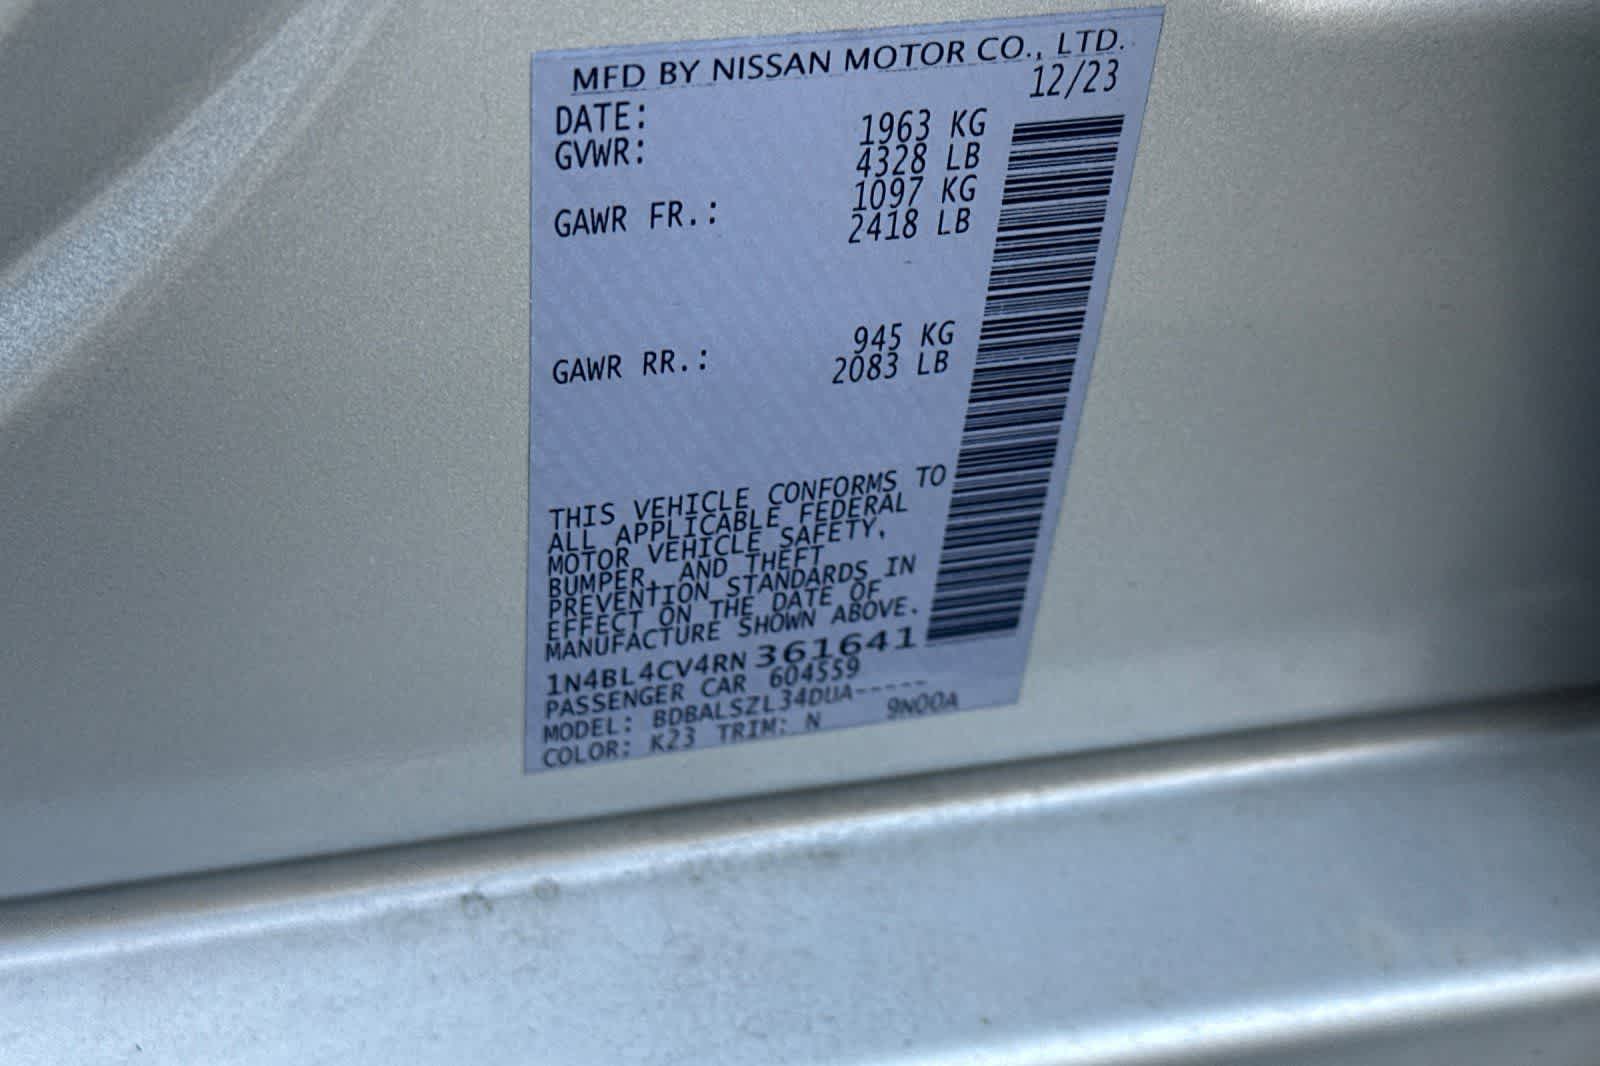 MFD BY NISSAN MOTOR CO., LTD.
DATE: 12/23
GVWR: 1963 KG
4328 LB
GAWR FR.: 1097 KG
2418 LB
GAWR RR.: 945 KG
2083 LB
THIS VEHICLE CONFORMS TO
ALL APPLICABLE FEDERAL
MOTOR VEHICLE SAFETY,
BUMPER, AND THEFT
PREVENTION STANDARDS IN
EFFECT ON THE DATE OF
MANUFACTURE SHOWN ABOVE.
1N4BL4CV4RN361641
PASSENGER CAR 604559
MODEL: BDBALSZL34DUA-----
COLOR: K23 TRIM: N 9N00A